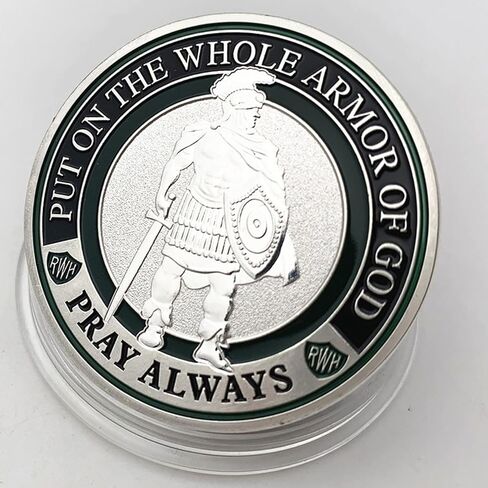 PUT ON THE WHOLE ARMOR OF GOD
RWH
PRAY ALWAYS
RWH